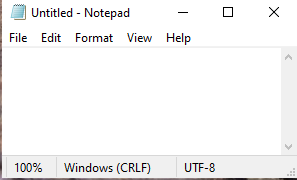 Untitled - Notepad
File Edit Format View Help
100% Windows (CRLF) UTF-8